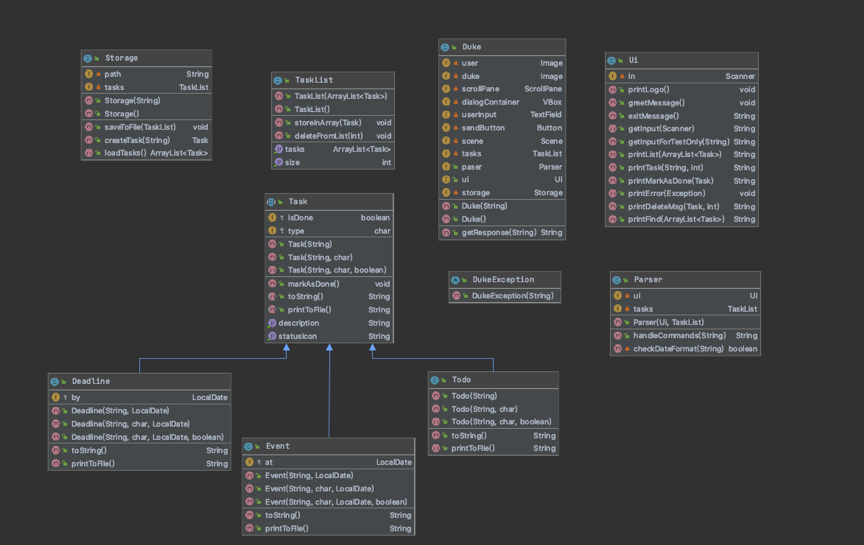 Storage
path String
tasks TaskList
Storage(String)
Storage()
saveToFile(TaskList) void
createTask(String) Task
loadTasks() ArrayList<Task>
TaskList
TaskList(ArrayList<Task>)
TaskList()
storeInArray(Task) void
deleteFromList(int) void
tasks ArrayList<Task>
size int
Duke
user Image
duke Image
scrollPane ScrollPane
dialogContainer VBox
userInput TextField
sendButton Button
scene Scene
tasks TaskList
paser Parser
ui Ui
storage Storage
Duke(String)
Duke()
getResponse(String) String
Ui
in Scanner
printLogo() void
greetMessage() void
exitMessage() String
getInput(Scanner) String
getInputForTestOnly(String) String
printList(ArrayList<Task>) String
printTask(String, int) String
printMarkAsDone(Task) String
printError(Exception) void
printDeleteMsg(Task, int) String
printFind(ArrayList<Task>) String
Task
isDone boolean
type char
Task(String)
Task(String, char)
Task(String, char, boolean)
markAsDone() void
toString() String
printToFile() String
description String
statusIcon String
DukeException
DukeException(String)
Parser
ui Ui
tasks TaskList
Parser(Ui, TaskList)
handleCommands(String) String
checkDateFormat(String) boolean
Deadline
by LocalDate
Deadline(String, LocalDate)
Deadline(String, char, LocalDate)
Deadline(String, char, LocalDate, boolean)
toString() String
printToFile() String
Event
at LocalDate
Event(String, LocalDate)
Event(String, char, LocalDate)
Event(String, char, LocalDate, boolean)
toString() String
printToFile() String
Todo
Todo(String)
Todo(String, char)
Todo(String, char, boolean)
toString() String
printToFile() String